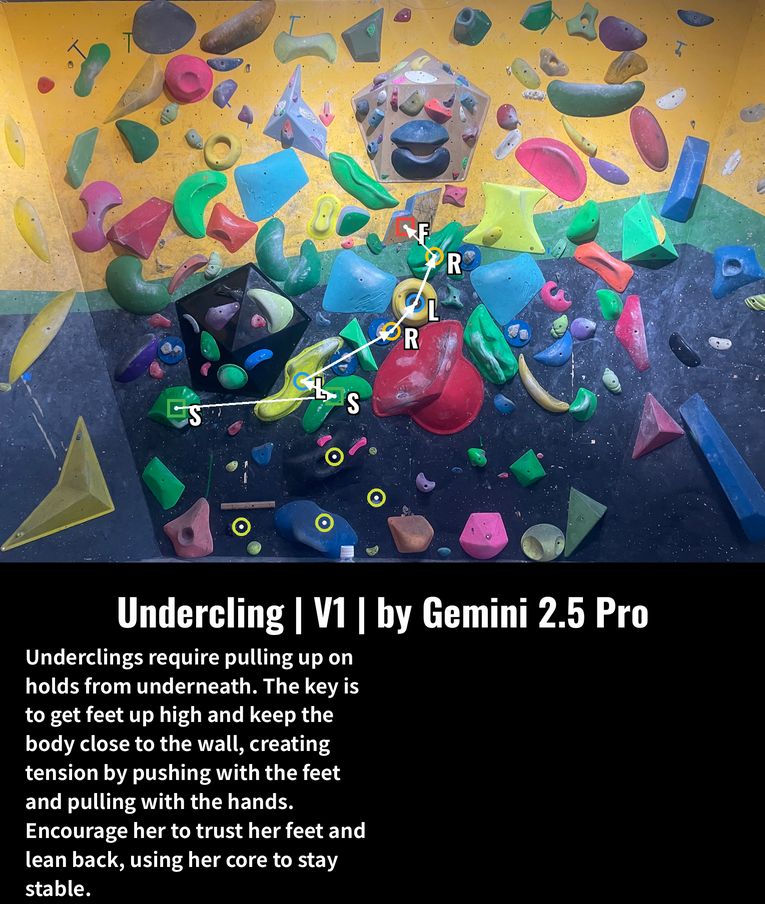 F
R
L
R
L
S
S
Undercling | V1 | by Gemini 2.5 Pro
Underclings require pulling up on
holds from underneath. The key is
to get feet up high and keep the
body close to the wall, creating
tension by pushing with the feet
and pulling with the hands.
Encourage her to trust her feet and
lean back, using her core to stay
stable.